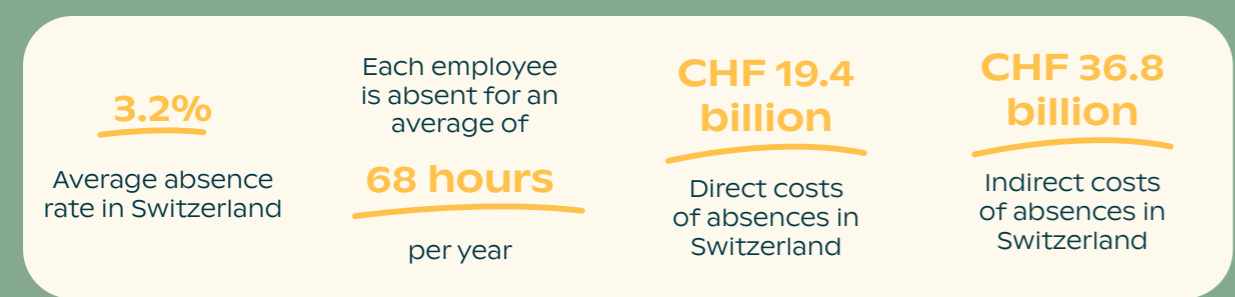 3.2%
Average absence
rate in Switzerland
Each employee
is absent for an
average of
68 hours
per year
CHF 19.4
billion
Direct costs
of absences in
Switzerland
CHF 36.8
billion
Indirect costs
of absences in
Switzerland